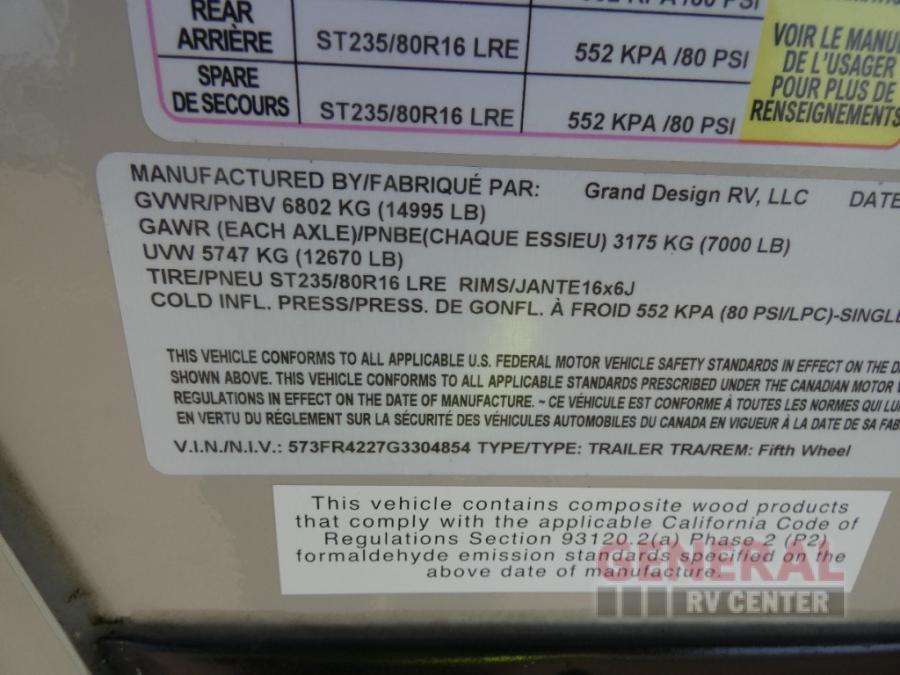 PSI
REAR
ARRIÈRE
ST235/80R16 LRE
552 KPA /80 PSI
SPARE
DE SECOURS
ST235/80R16 LRE
552 KPA /80 PSI
VOIR LE MANUE
DE L'USAGER
POUR PLUS DE
RENSEIGNEMENTS
MANUFACTURED BY/FABRIQUÉ PAR: Grand Design RV, LLC DATE
GVWR/PNBV 6802 KG (14995 LB)
GAWR (EACH AXLE)/PNBE(CHAQUE ESSIEU) 3175 KG (7000 LB)
UVW 5747 KG (12670 LB)
TIRE/PNEU ST235/80R16 LRE RIMS/JANTE16x6J
COLD INFL. PRESS/PRESS. DE GONFL. À FROID 552 KPA (80 PSI/LPC)-SINGLE
THIS VEHICLE CONFORMS TO ALL APPLICABLE U.S. FEDERAL MOTOR VEHICLE SAFETY STANDARDS IN EFFECT ON THE D
SHOWN ABOVE. THIS VEHICLE CONFORMS TO ALL APPLICABLE STANDARDS PRESCRIBED UNDER THE CANADIAN MOTOR V
REGULATIONS IN EFFECT ON THE DATE OF MANUFACTURE. ~ CE VÉHICULE EST CONFORME À TOUTES LES NORMES QUI LUI
EN VERTU DU RÉGLEMENT SUR LA SÉCURITÉ DES VÉHICULES AUTOMOBILES DU CANADA EN VIGUEUR À LA DATE DE SA FAB
V.I.N./N.I.V.: 573FR4227G3304854 TYPE/TYPE: TRAILER TRA/REM: Fifth Wheel
This vehicle contains composite wood products
that comply with the applicable California Code of
Regulations Section 93120.2(a) Phase 2 (P2)
formaldehyde emission standards specified on the
above date of manufacture.
GENERAL
RV CENTER